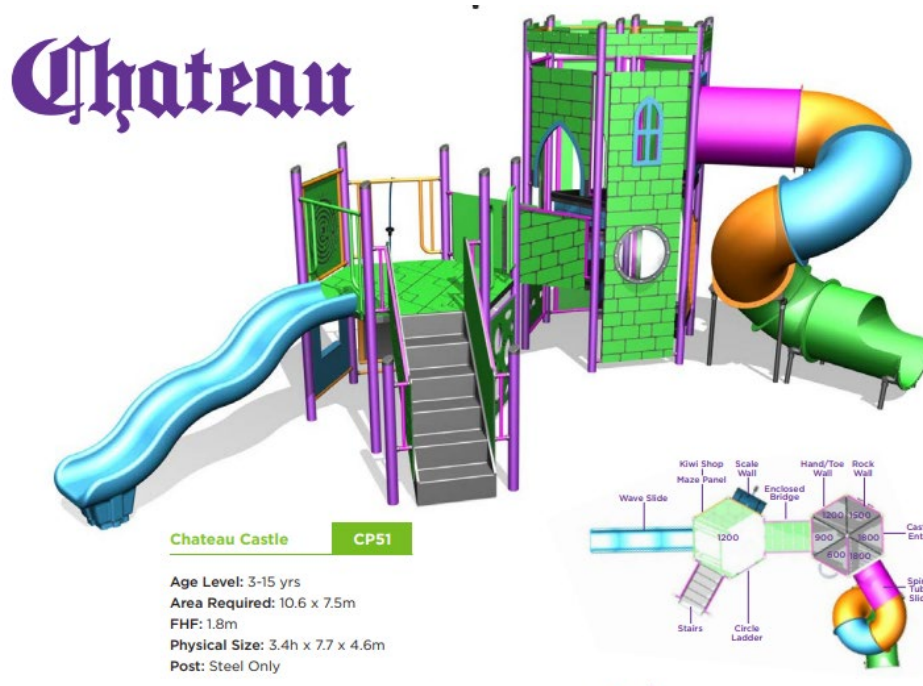 Chateau
Chateau Castle
CP51
Age Level: 3-15 yrs
Area Required: 10.6 x 7.5m
FHF: 1.8m
Physical Size: 3.4h x 7.7 x 4.6m
Post: Steel Only
Kiwi Shop
Maze Panel
Scale
Wall
Enclosed
Bridge
Hand/Toe
Wall
Rock
Wall
Wave Slide
1200
1200
1500
900
1600
600
1800
Stairs
Circle
Ladder